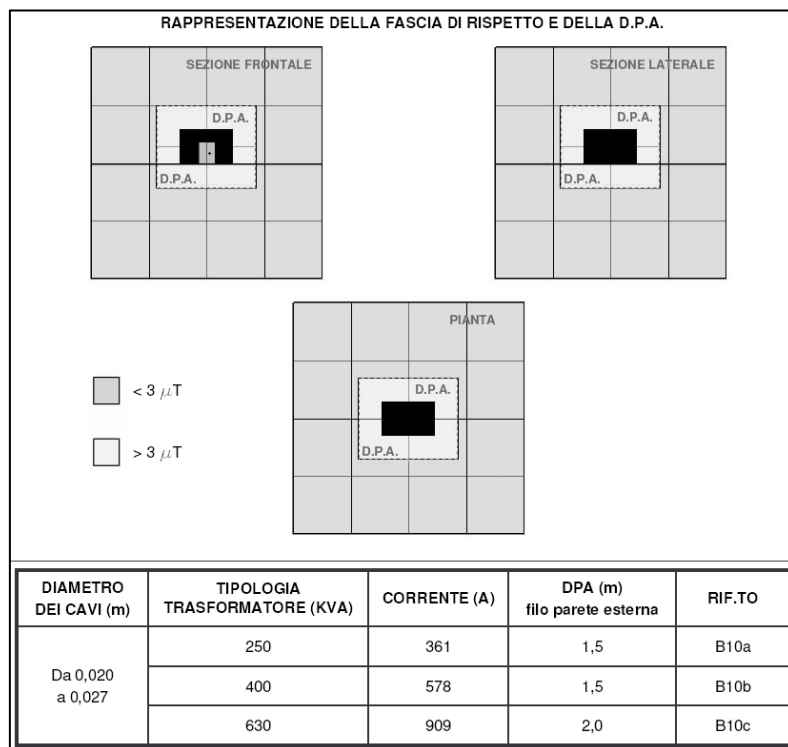 RAPPRESENTAZIONE DELLA FASCIA DI RISPETTO E DELLA D.P.A.
SEZIONE FRONTALE
D.P.A.
D.P.A.
SEZIONE LATERALE
D.P.A.
D.P.A.
PIANTA
D.P.A.
D.P.A.
< 3 µT
> 3 µT
DIAMETRO DEI CAVI (m)
TIPOLOGIA TRASFORMATORE (KVA)
CORRENTE (A)
DPA (m) filo parete esterna
RIF.TO
Da 0,020 a 0,027
250 361 1,5 B10a
400 578 1,5 B10b
630 909 2,0 B10c